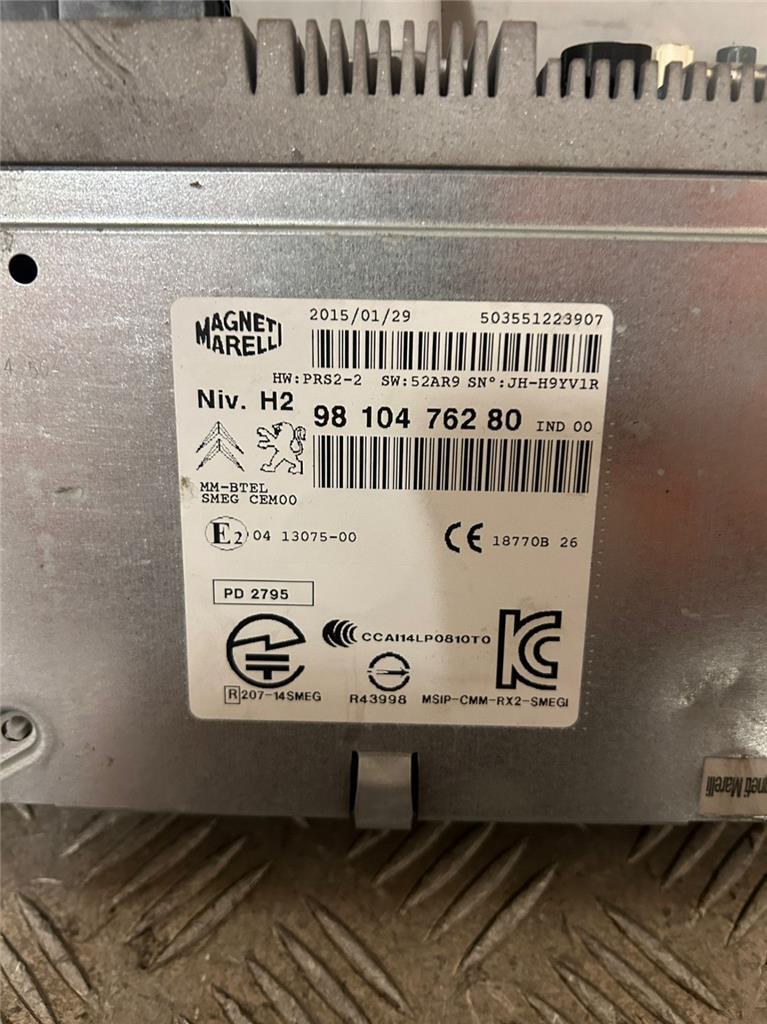 MAGNETI
MARELLI
2015/01/29 503551223907
HW:PRS2-2 SW:52AR9 SN°:JH-H9YV1R
Niv. H2 98 104 762 80 IND 00
MM-BTEL
SMEG CEM00
E2 04 13075-00 CE 18770B 26
PD 2795
CCAI14LP0810T0
R 207-14SMEG R43998 MSIP-CMM-RX2-SMEGI
gneti Marelli